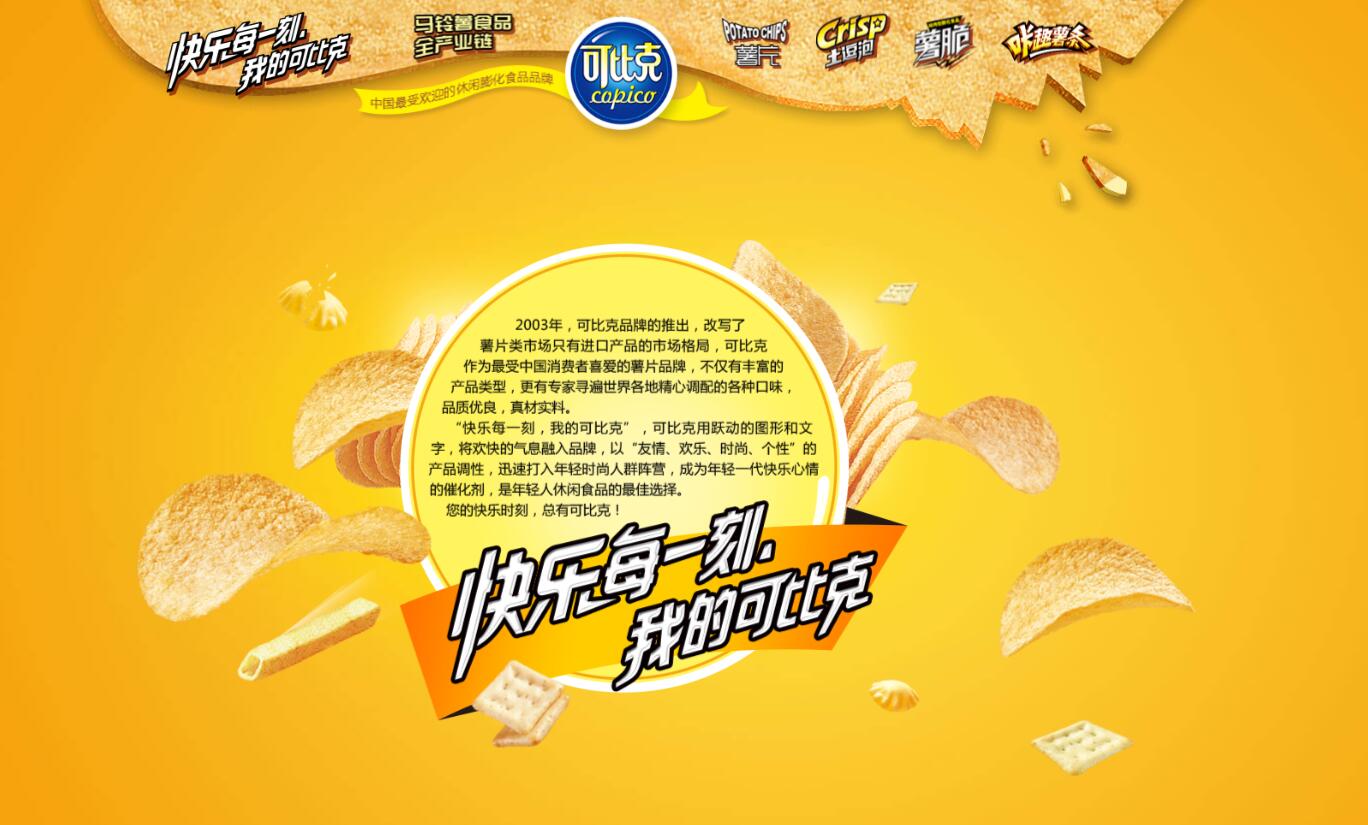 快乐每一刻.
我的可比克
马铃薯食品
全产业链
中国最受欢迎的休闲膨化食品品牌
可比克
copico
POTATO CHIPS
薯片
Crisp
土逗泡
薯脆
咔趣薯条
2003年，可比克品牌的推出，改写了
薯片类市场只有进口产品的市场格局，可比克
作为最受中国消费者喜爱的薯片品牌，不仅有丰富的
产品类型，更有专家寻遍世界各地精心调配的各种口味，
品质优良，真材实料。
“快乐每一刻，我的可比克”，可比克用跃动的图形和文
字，将欢快的气息融入品牌，以“友情、欢乐、时尚、个性”的
产品调性，迅速打入年轻时尚人群阵营，成为年轻一代快乐心情
的催化剂，是年轻人休闲食品的最佳选择。
您的快乐时刻，总有可比克！
快乐每一刻.
我的可比克